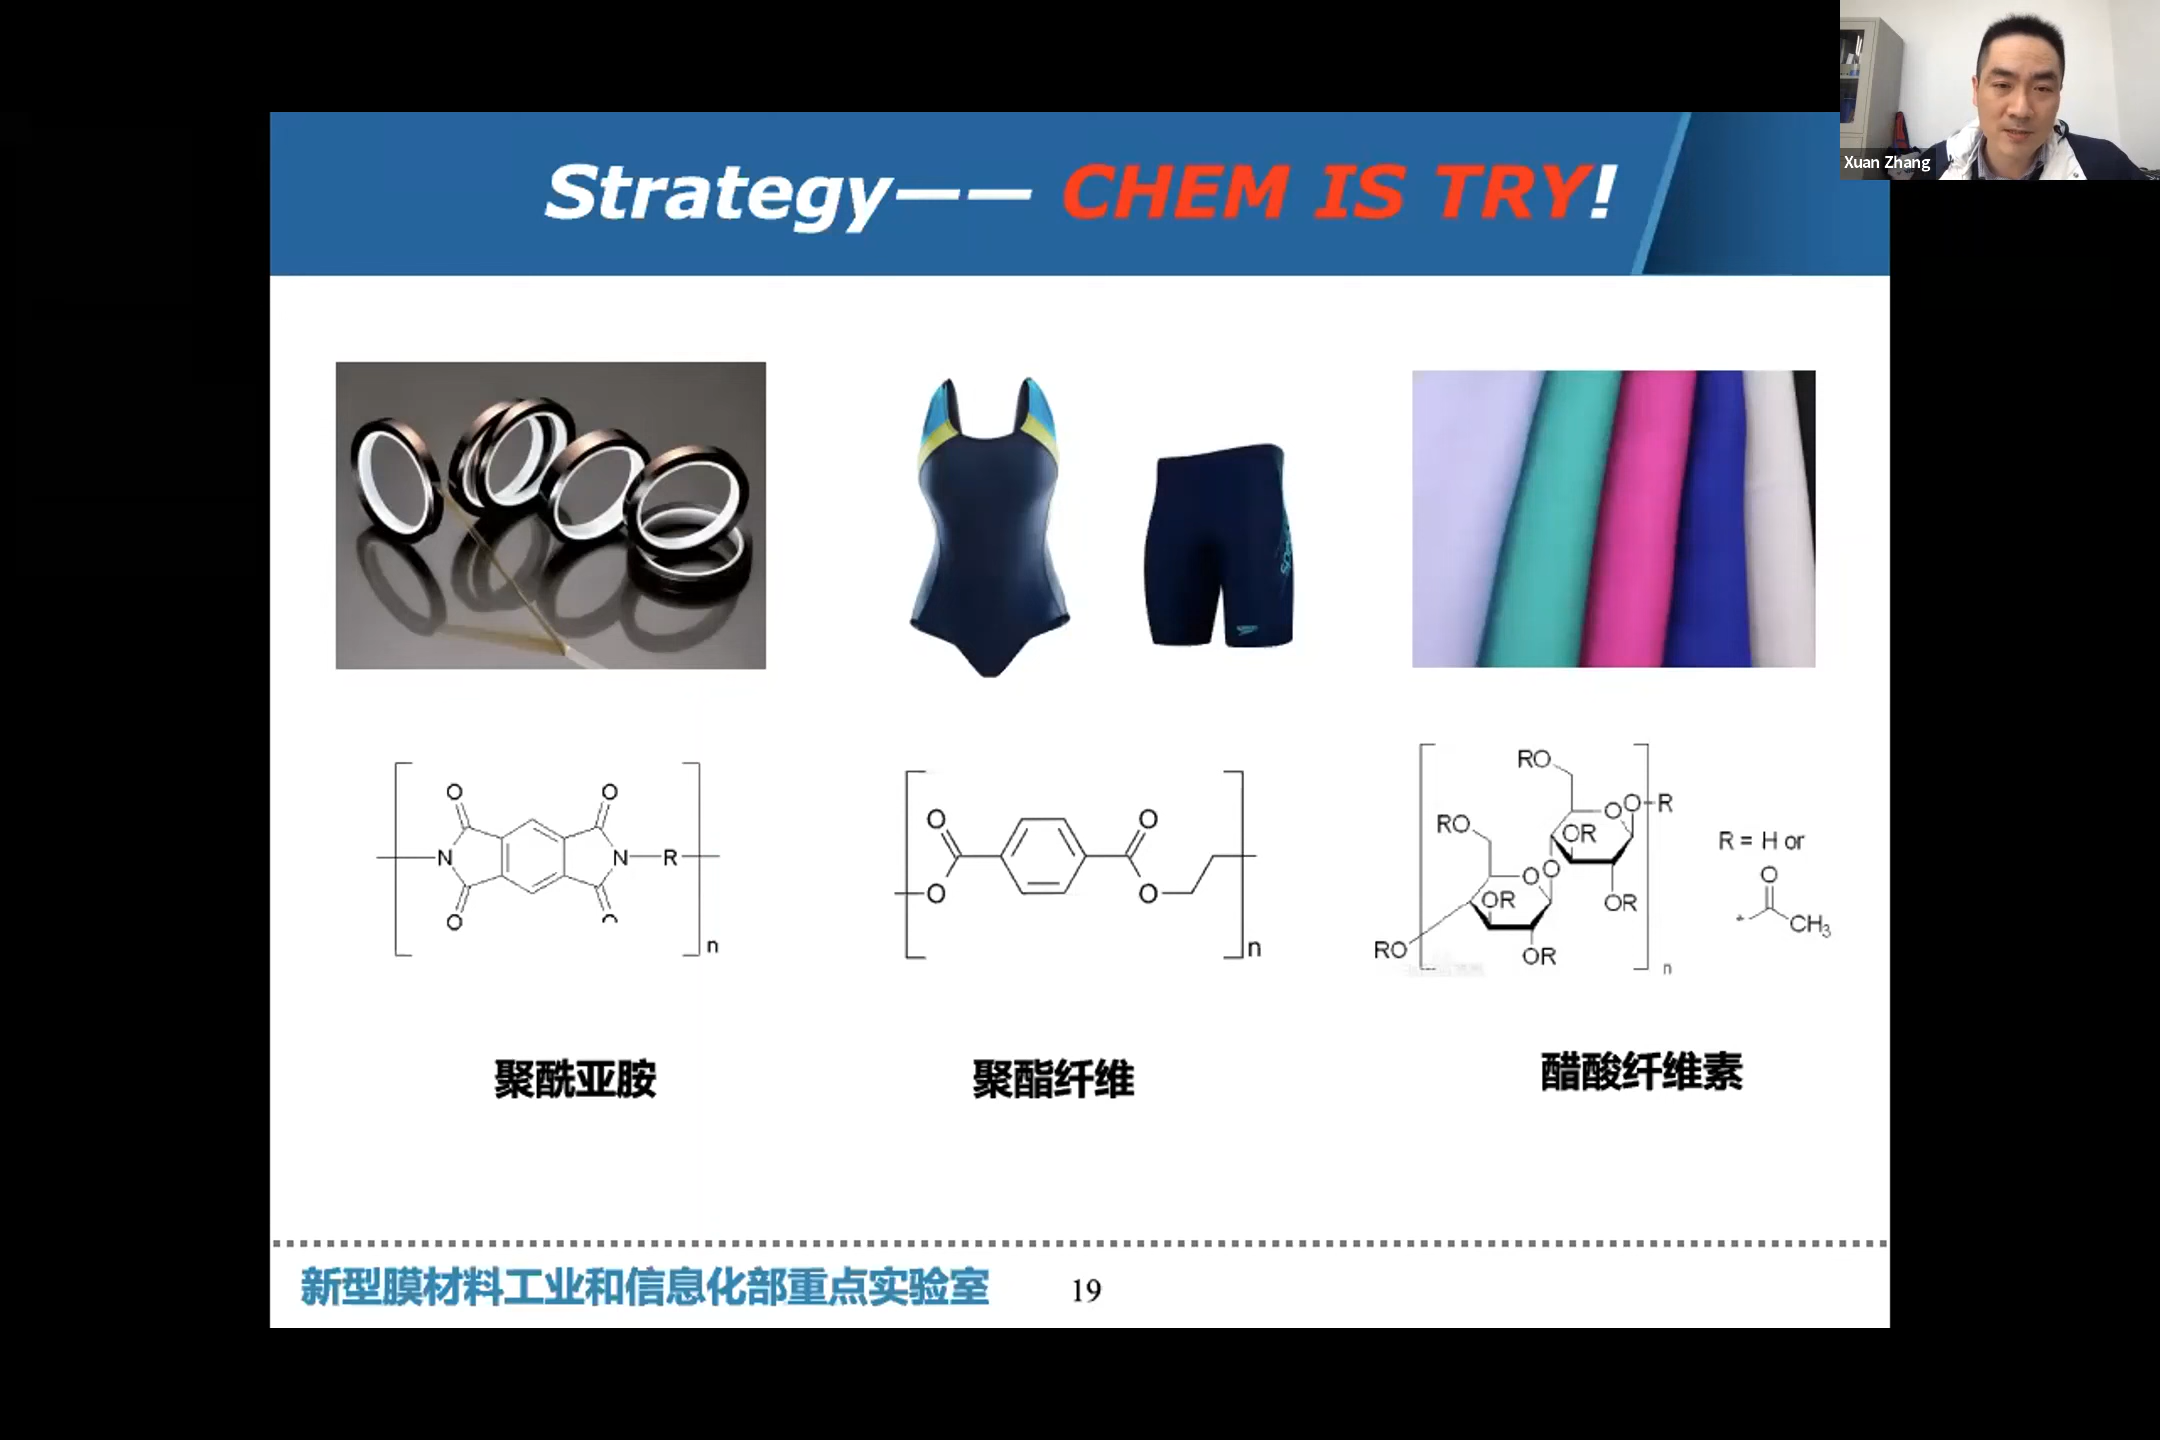 Xuan Zhang
Strategy—— CHEM IS TRY!
O O
N N R
O O
n
O O
O O
n
RO
O O R
RO OR
O O
OR OR
RO OR
n
R = H or
O
* CH3
聚酰亚胺
聚酯纤维
醋酸纤维素
新型膜材料工业和信息化部重点实验室
19